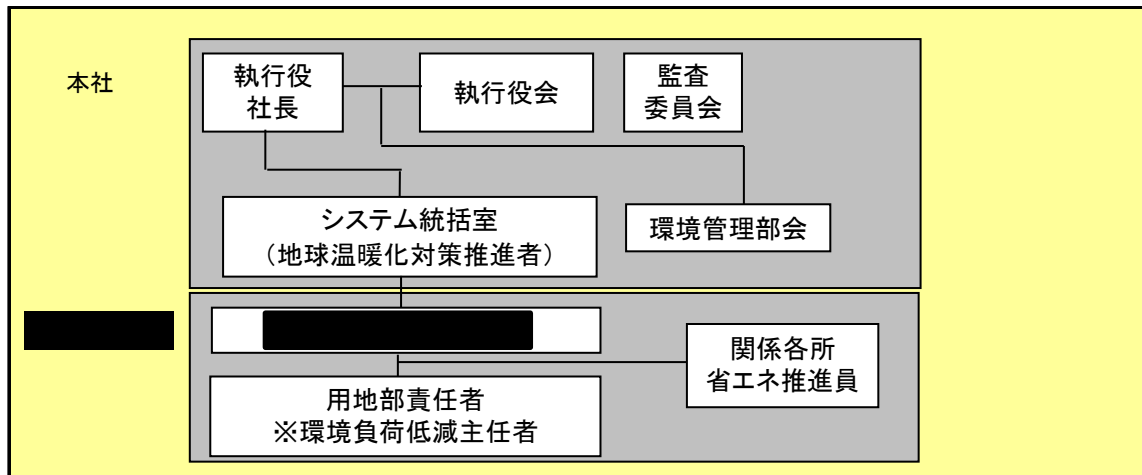 本社
執行役
社長
執行役会
監査
委員会
システム統括室
（地球温暖化対策推進者）
環境管理部会
関係各所
省エネ推進員
用地部責任者
※環境負荷低減主任者